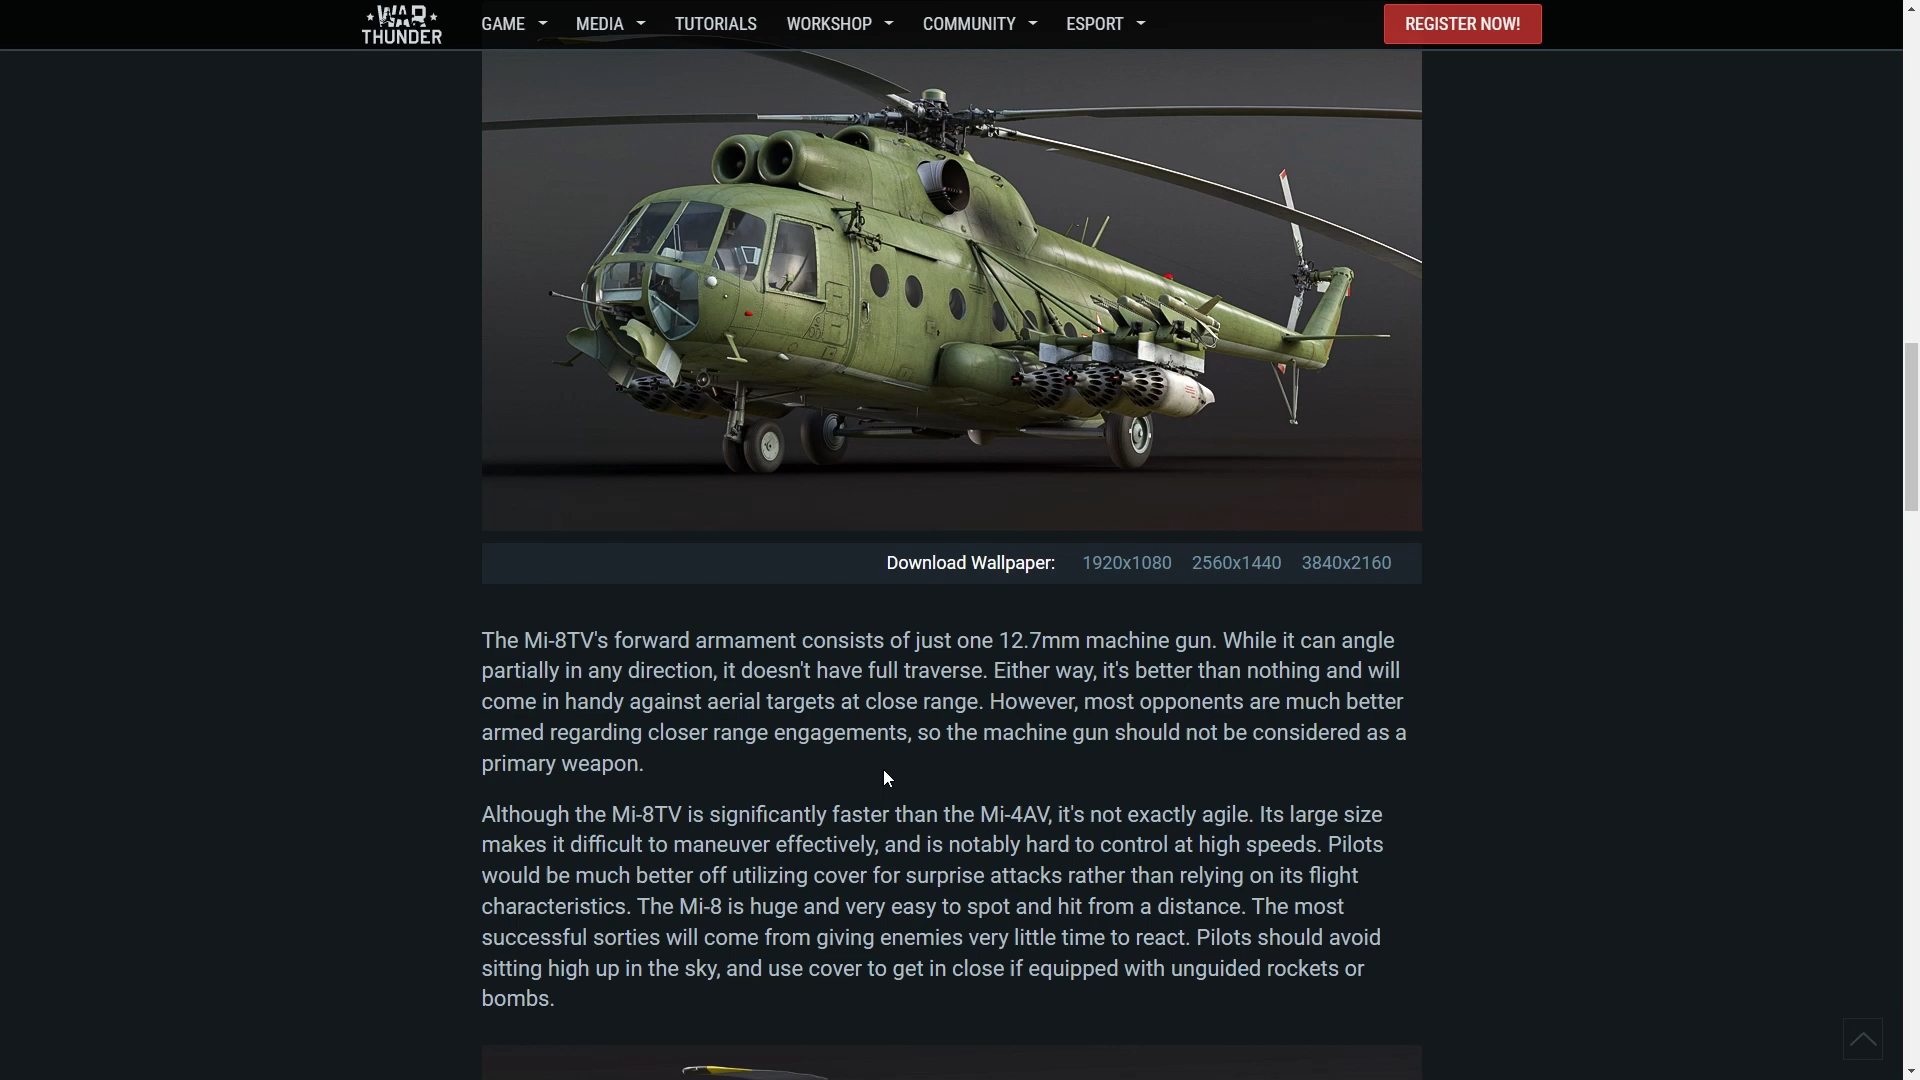 WAR THUNDER
GAME MEDIA TUTORIALS WORKSHOP COMMUNITY ESPORT REGISTER NOW!
Download Wallpaper: 1920x1080 2560x1440 3840x2160
The Mi-8TV's forward armament consists of just one 12.7mm machine gun. While it can angle
partially in any direction, it doesn't have full traverse. Either way, it's better than nothing and will
come in handy against aerial targets at close range. However, most opponents are much better
armed regarding closer range engagements, so the machine gun should not be considered as a
primary weapon.
Although the Mi-8TV is significantly faster than the Mi-4AV, it's not exactly agile. Its large size
makes it difficult to maneuver effectively, and is notably hard to control at high speeds. Pilots
would be much better off utilizing cover for surprise attacks rather than relying on its flight
characteristics. The Mi-8 is huge and very easy to spot and hit from a distance. The most
successful sorties will come from giving enemies very little time to react. Pilots should avoid
sitting high up in the sky, and use cover to get in close if equipped with unguided rockets or
bombs.